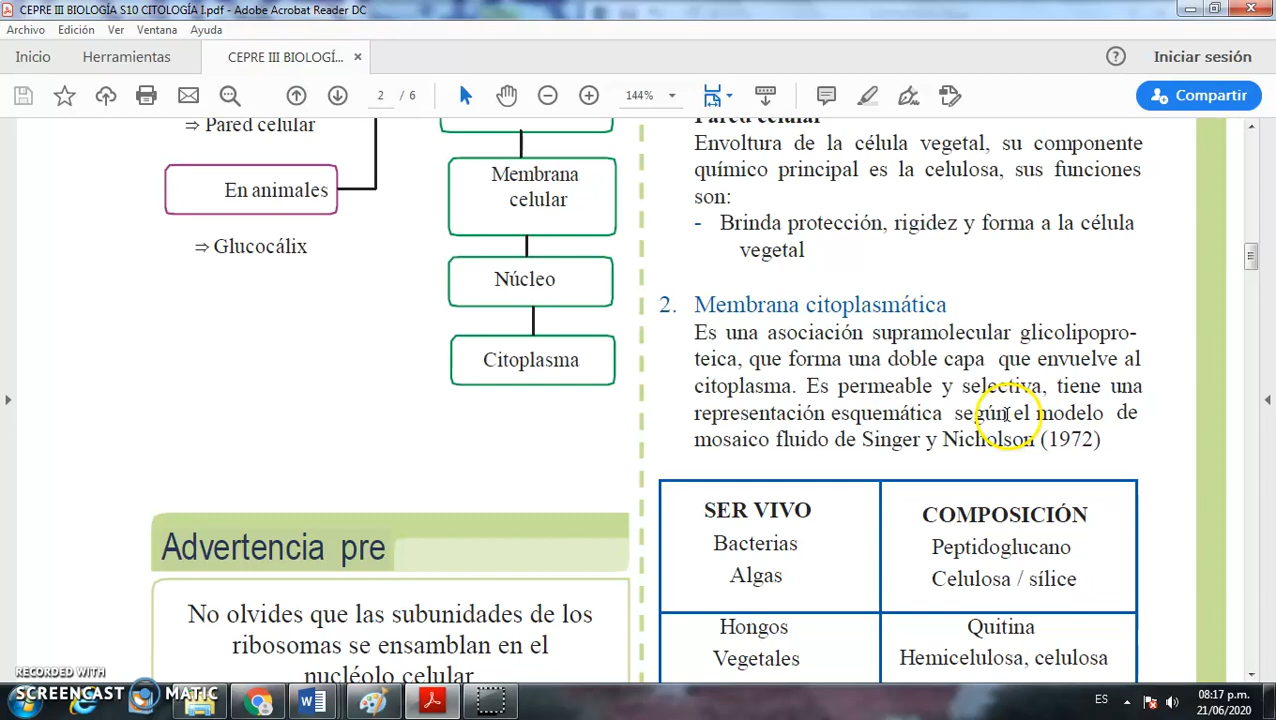 CEPRE III BIOLOGÍA S10 CITOLOGÍA I.pdf - Adobe Acrobat Reader DC
Archivo Edición Ver Ventana Ayuda
Inicio Herramientas CEPRE III BIOLOGÍ... × Iniciar sesión
2 / 6 144% Compartir
⇒ Pared celular
En animales
⇒ Glucocálix
Membrana
celular
Núcleo
Citoplasma
Advertencia pre
No olvides que las subunidades de los
ribosomas se ensamblan en el
nucléolo celular
Pared celular
Envoltura de la célula vegetal, su componente
químico principal es la celulosa, sus funciones
son:
- Brinda protección, rigidez y forma a la célula
vegetal
2. Membrana citoplasmática
Es una asociación supramolecular glicolipopro-
teica, que forma una doble capa que envuelve al
citoplasma. Es permeable y selectiva, tiene una
representación esquemática según el modelo de
mosaico fluido de Singer y Nicholson (1972)
SER VIVO COMPOSICIÓN
Bacterias Peptidoglucano
Algas Celulosa / sílice
Hongos Quitina
Vegetales Hemicelulosa, celulosa
RECORDED WITH
SCREENCAST MATIC
ES 08:17 p.m.
21/06/2020